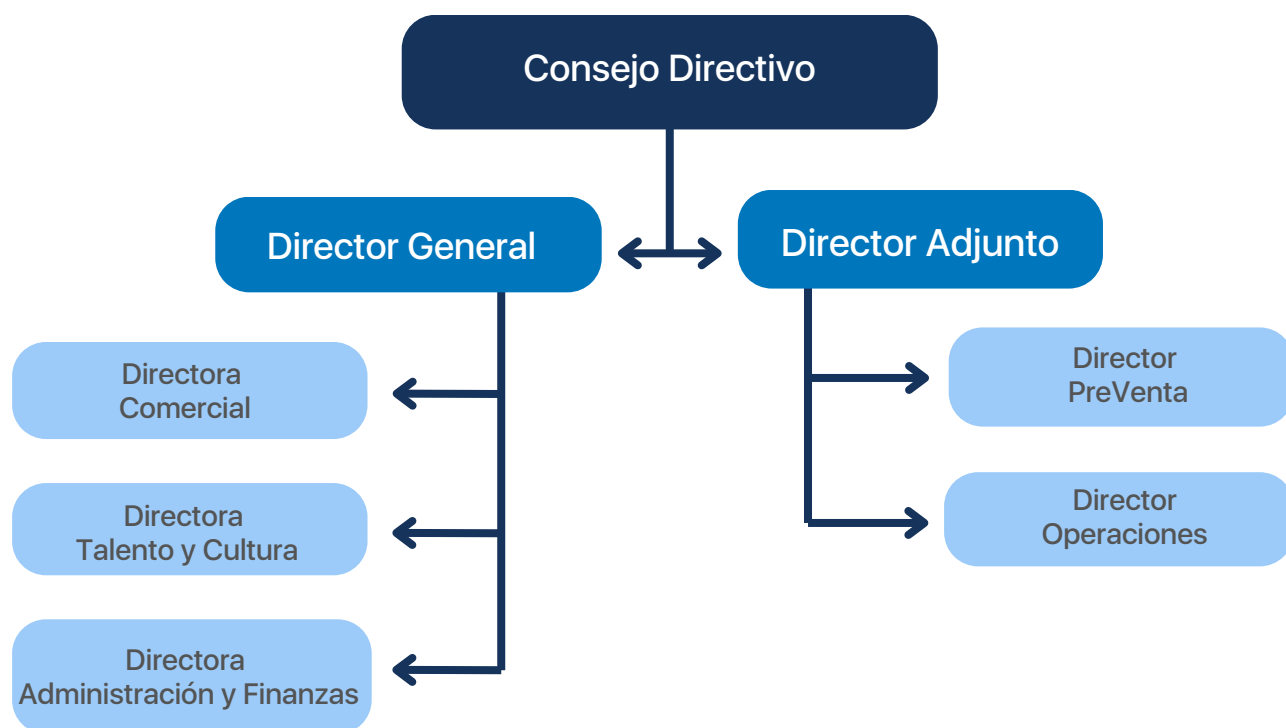 Consejo Directivo
Director General
Director Adjunto
Directora
Comercial
Directora
Talento y Cultura
Directora
Administración y Finanzas
Director
PreVenta
Director
Operaciones